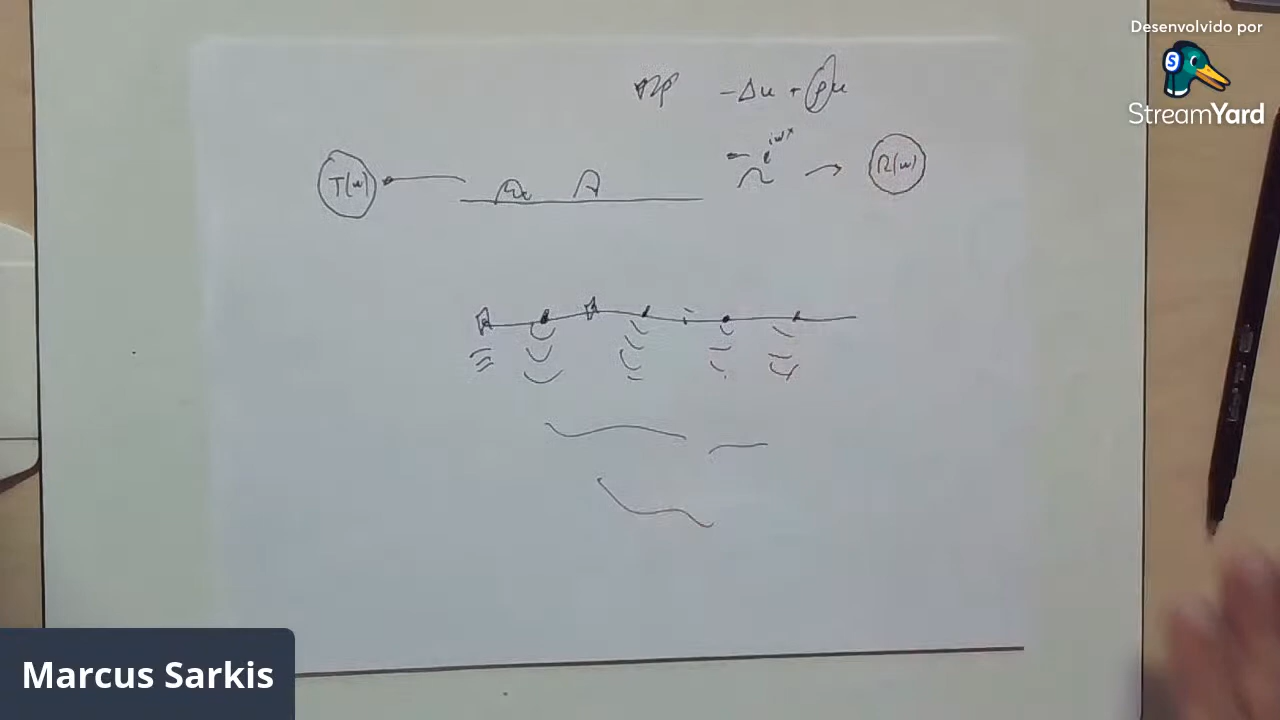 Desenvolvido por
StreamYard
-Δu + ρu
e^{iωx}
T(ω)
R(ω)
Marcus Sarkis